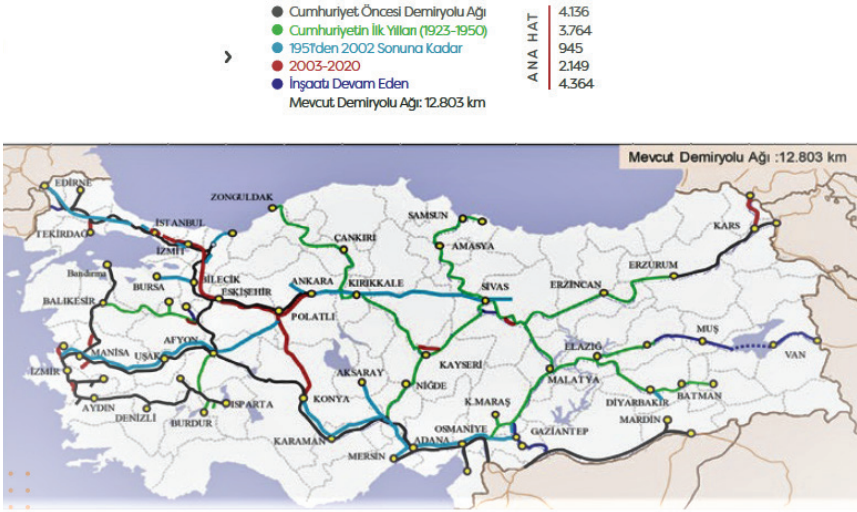 Cumhuriyet Öncesi Demiryolu Ağı 4.136
Cumhuriyetin İlk Yılları (1923-1950) 3.764
1951'den 2002 Sonuna Kadar 945
2003-2020 2.149
İnşaatı Devam Eden 4.364
Mevcut Demiryolu Ağı: 12.803 km
ANA HAT
Mevcut Demiryolu Ağı :12.803 km
EDİRNE
ZONGULDAK
SAMSUN
KARS
TEKİRDAĞ
İSTANBUL
İZMİT
ÇANKIRI
AMASYA
ERZURUM
Bandırma
BURSA
BİLECİK
ANKARA
KIRIKKALE
SİVAS
ERZİNCAN
BALIKESİR
ESKİŞEHİR
POLATLI
MUŞ
AFYON
ELAZIĞ
VAN
MANİSA
UŞAK
KAYSERİ
İZMİR
AKSARAY
MALATYA
NİĞDE
BATMAN
AYDIN
ISPARTA
KONYA
K.MARAŞ
DİYARBAKIR
DENİZLİ
BURDUR
MARDİN
KARAMAN
ADANA
OSMANİYE
GAZİANTEP
MERSİN